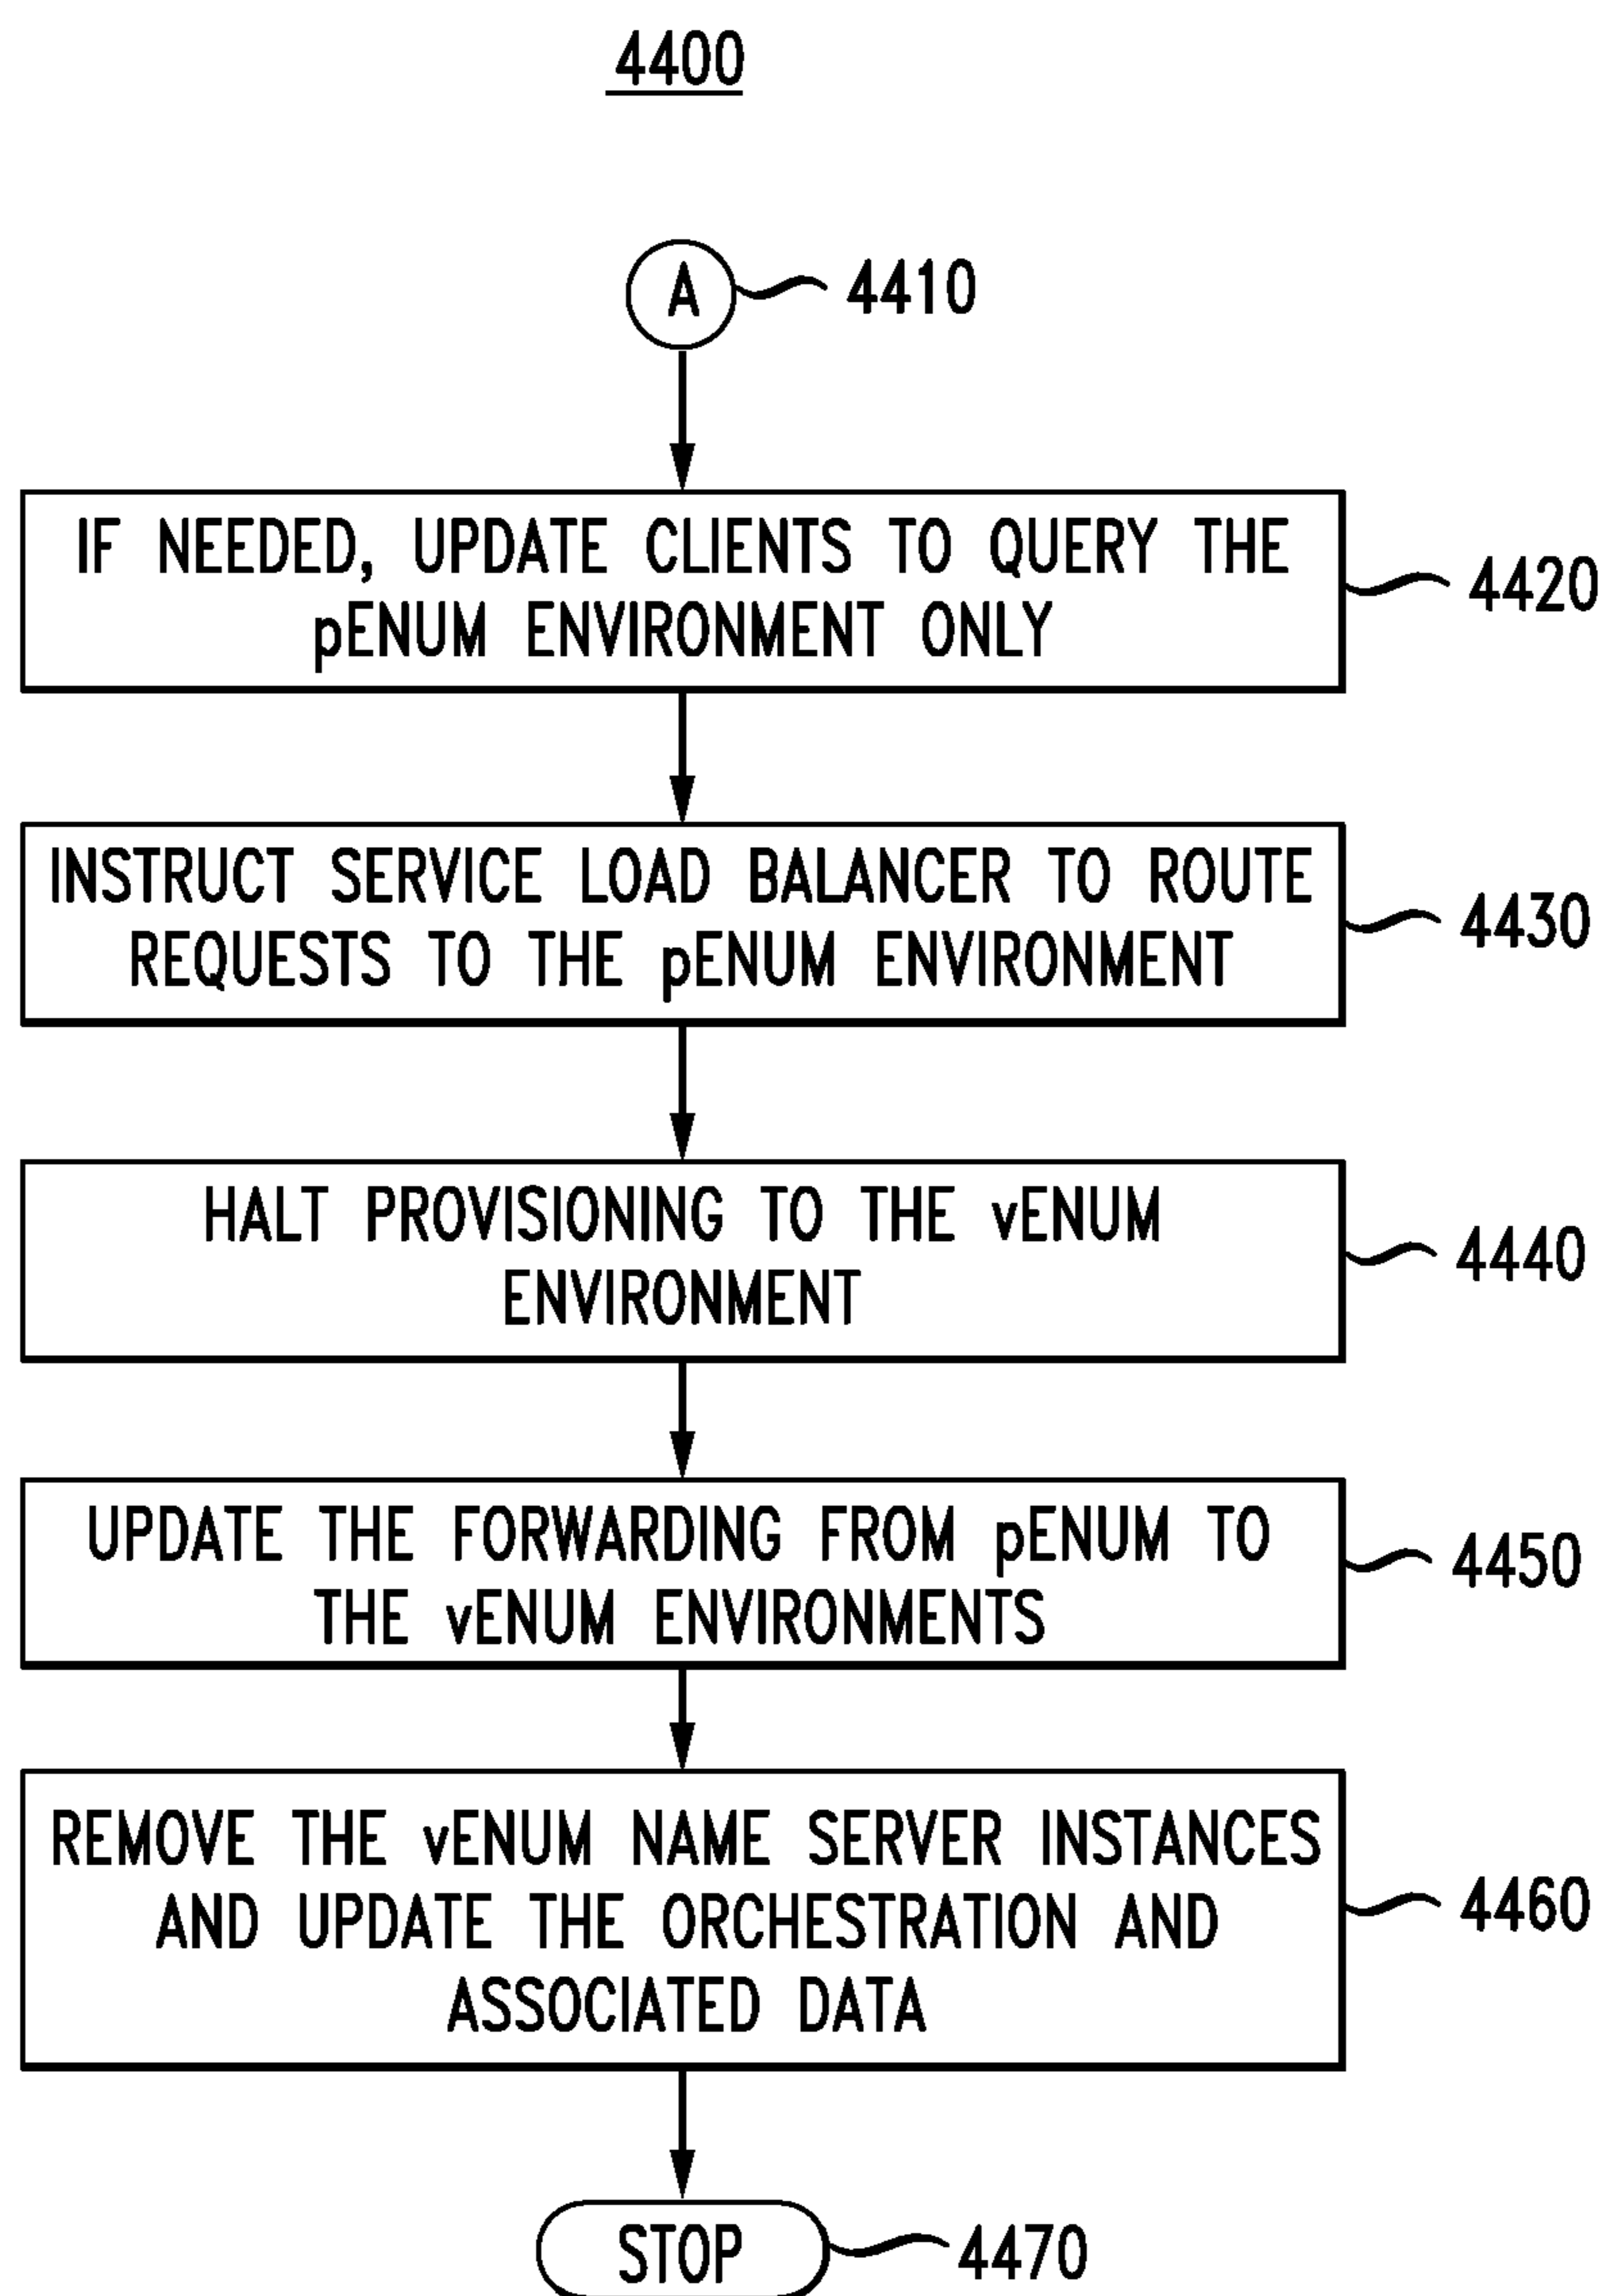 4400
A
4410
IF NEEDED, UPDATE CLIENTS TO QUERY THE
pENUM ENVIRONMENT ONLY
4420
INSTRUCT SERVICE LOAD BALANCER TO ROUTE
REQUESTS TO THE pENUM ENVIRONMENT
4430
HALT PROVISIONING TO THE vENUM
ENVIRONMENT
4440
UPDATE THE FORWARDING FROM pENUM TO
THE vENUM ENVIRONMENTS
4450
REMOVE THE vENUM NAME SERVER INSTANCES
AND UPDATE THE ORCHESTRATION AND
ASSOCIATED DATA
4460
STOP
4470